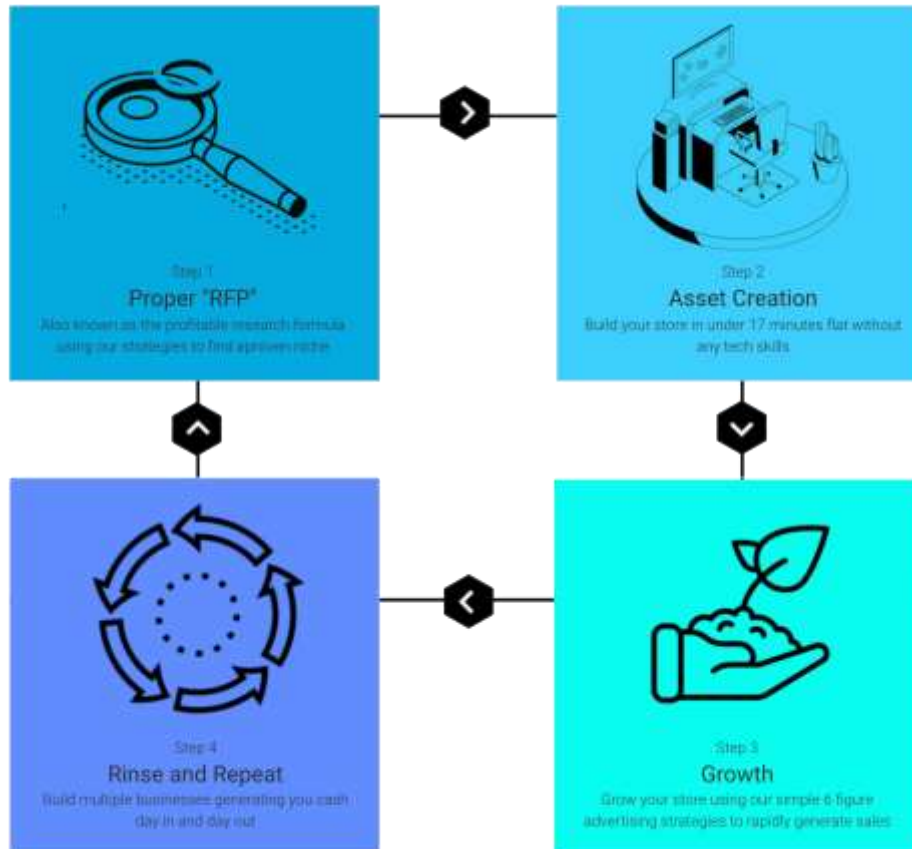 Step 1
Proper "RFP"
Also known as the profitable research formula
using our strategies to find aproven niche
Step 2
Asset Creation
Build your store in under 17 minutes flat without
any tech skills
Step 4
Rinse and Repeat
Build multiple businesses generating you cash
day in and day out
Step 3
Growth
Grow your store using our simple 6 figure
advertising strategies to rapidly generate sales